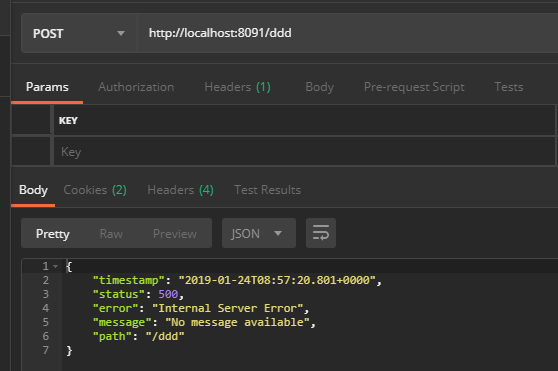 POST http://localhost:8091/ddd
Params Authorization Headers (1) Body Pre-request Script Tests
KEY
Key
Body Cookies (2) Headers (4) Test Results
Pretty Raw Preview JSON
1 {
2 "timestamp": "2019-01-24T08:57:20.801+0000",
3 "status": 500,
4 "error": "Internal Server Error",
5 "message": "No message available",
6 "path": "/ddd"
7 }